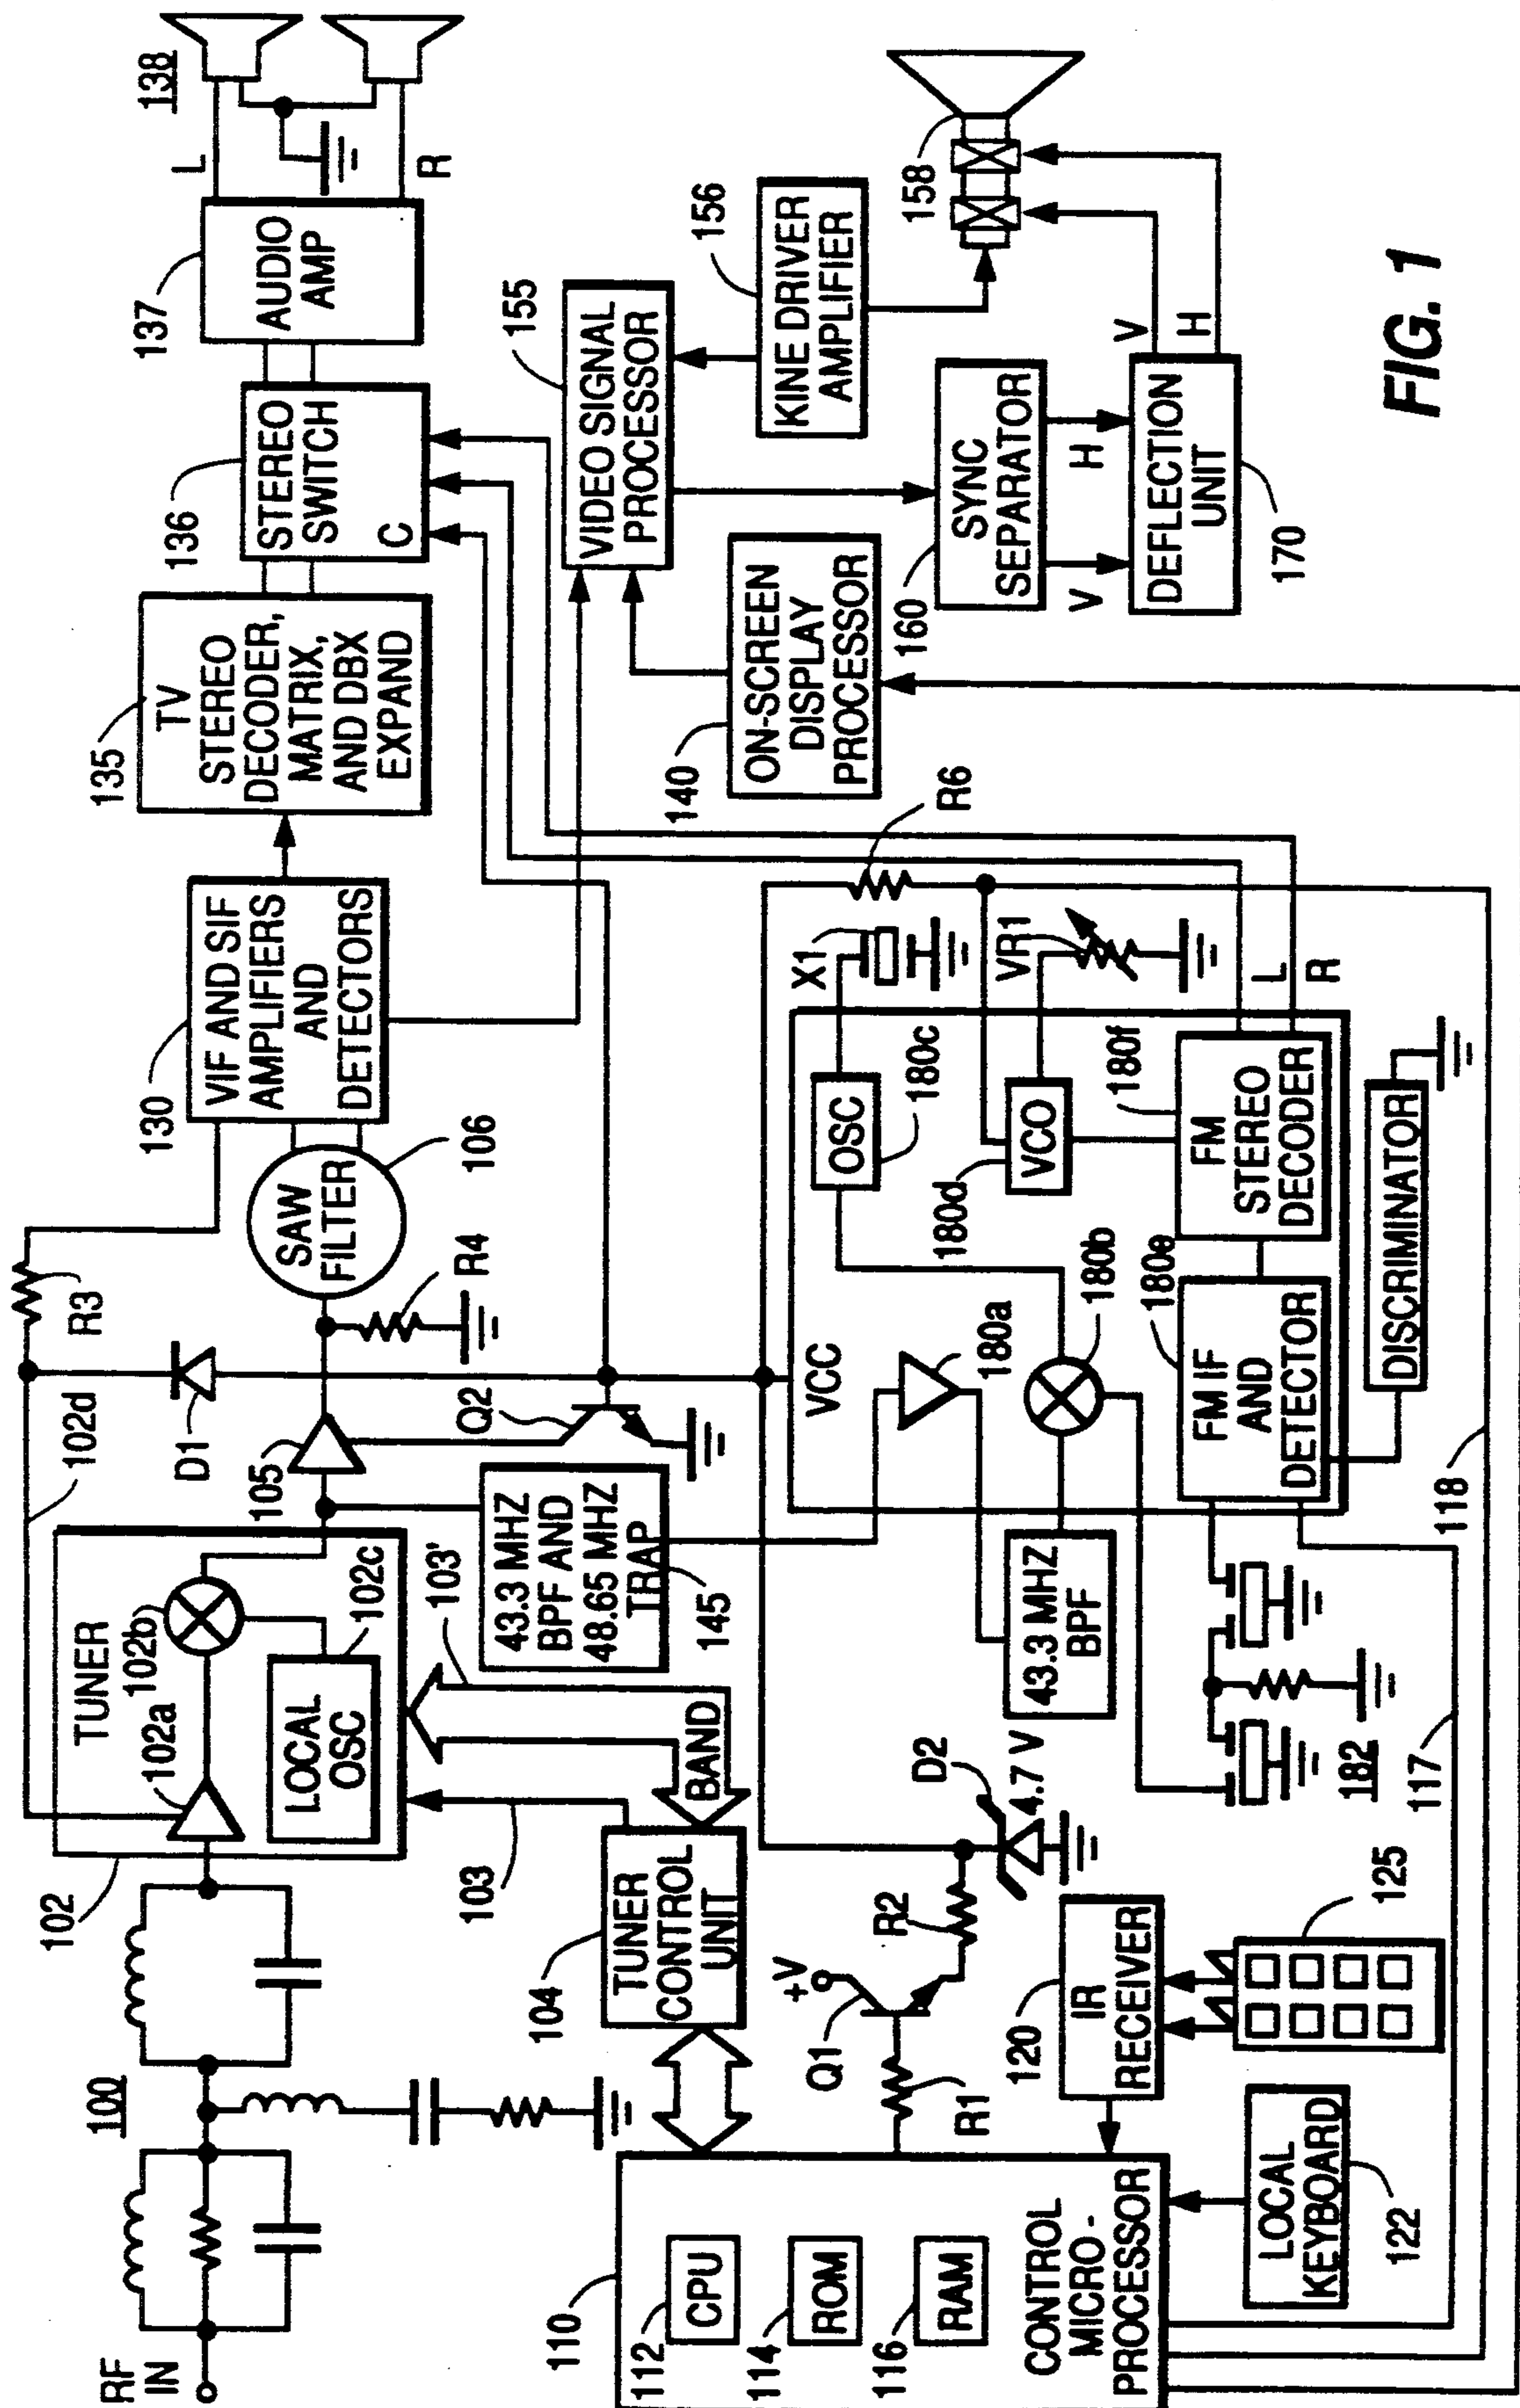 RF
IN
100
102
TUNER
102a
102b
LOCAL
OSC
102c
102d
R3
D1
105
Q2
SAW
FILTER
106
R4
130
VIF AND SIF
AMPLIFIERS
AND
DETECTORS
135
TV
STEREO
DECODER,
MATRIX,
AND DBX
EXPAND
136
STEREO
SWITCH
C
137
AUDIO
AMP
L
R
138
103
103'
BAND
104
TUNER
CONTROL
UNIT
43.3 MHZ
BPF AND
48.65 MHZ
TRAP
145
110
112
CPU
114
ROM
116
RAM
CONTROL
MICRO-
PROCESSOR
R1
Q1
+V
R2
D2
4.7 V
120
IR
RECEIVER
125
LOCAL
KEYBOARD
122
VCC
180a
43.3 MHZ
BPF
180b
OSC
180c
X1
VCO
180d
VR1
R6
182
FM IF
AND
DETECTOR
180e
FM
STEREO
DECODER
180f
L
R
DISCRIMINATOR
117
118
140
ON-SCREEN
DISPLAY
PROCESSOR
155
VIDEO SIGNAL
PROCESSOR
156
KINE DRIVER
AMPLIFIER
158
160
SYNC
SEPARATOR
V
H
DEFLECTION
UNIT
170
V
H
FIG. 1